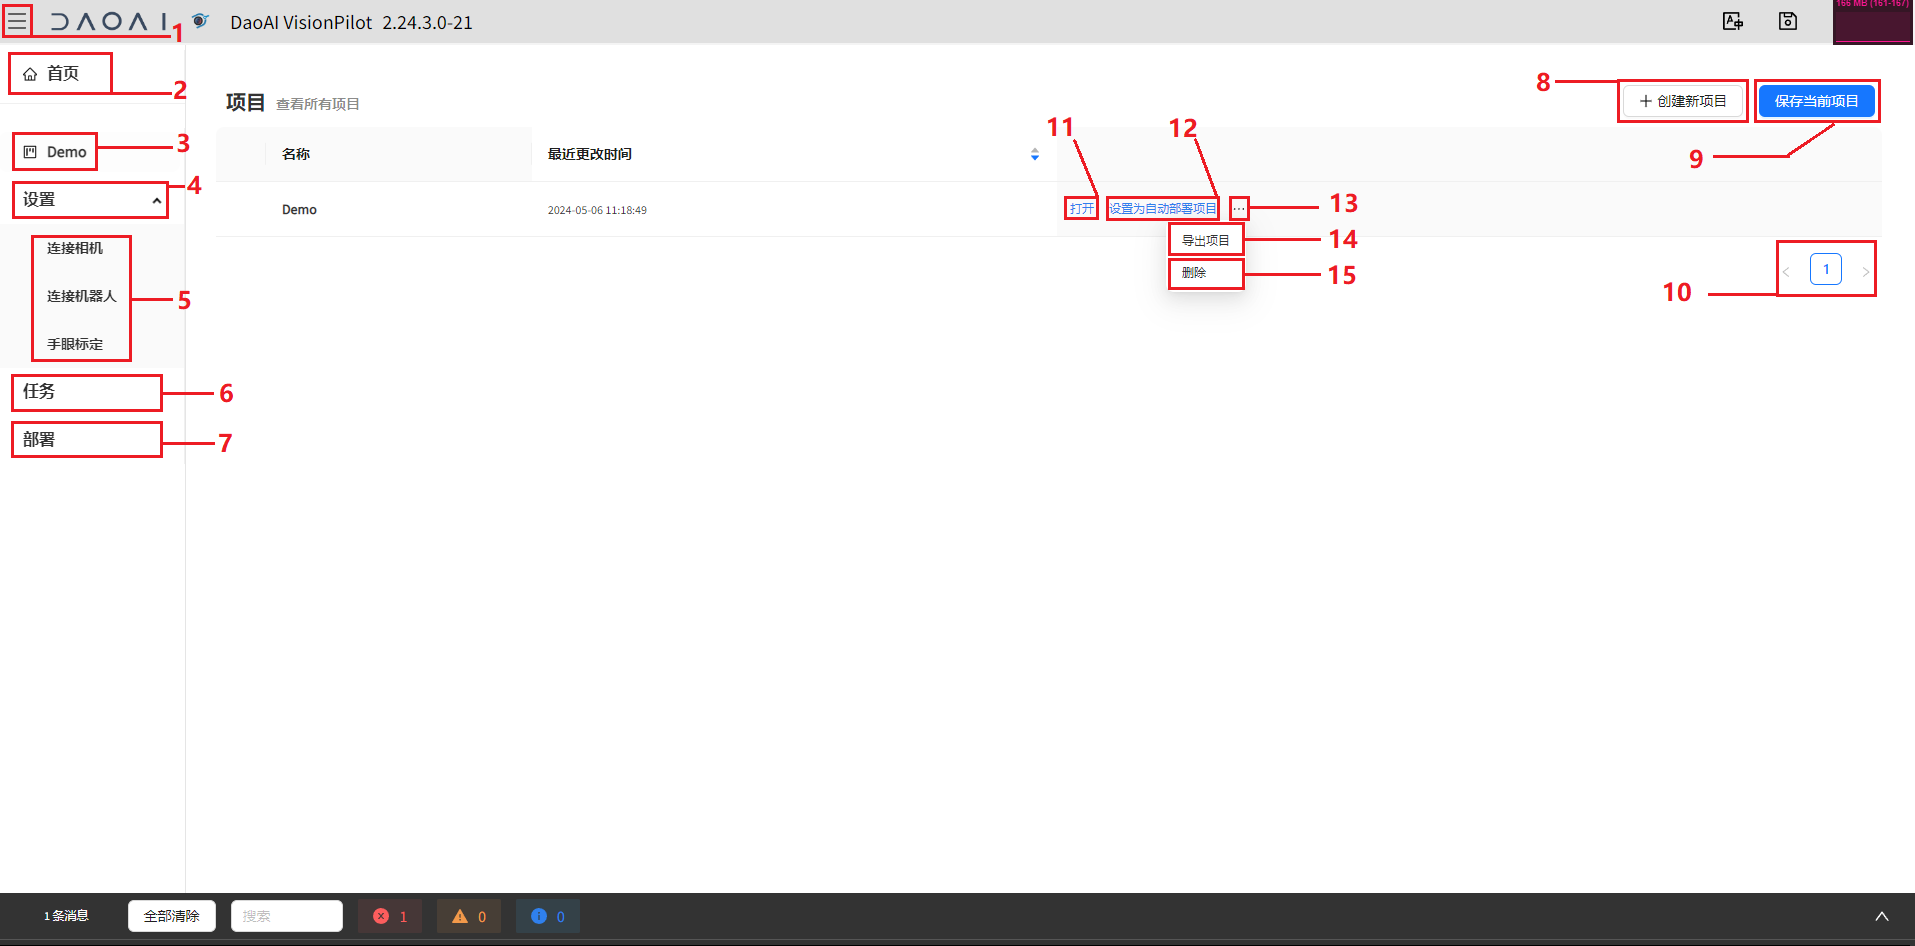 DAOAI DaoAI VisionPilot 2.24.3.0-21
166 MB (161-167)
1
首页
2
Demo
3
设置
4
连接相机
连接机器人
手眼标定
5
任务
6
部署
7
项目 查看所有项目
8
+ 创建新项目
保存当前项目
9
名称
最近更改时间
11
12
Demo
2024-05-06 11:18:49
打开
设置为自动部署项目
···
13
导出项目
14
删除
15
< 1 >
10
1条消息
全部清除
搜索
1
0
0